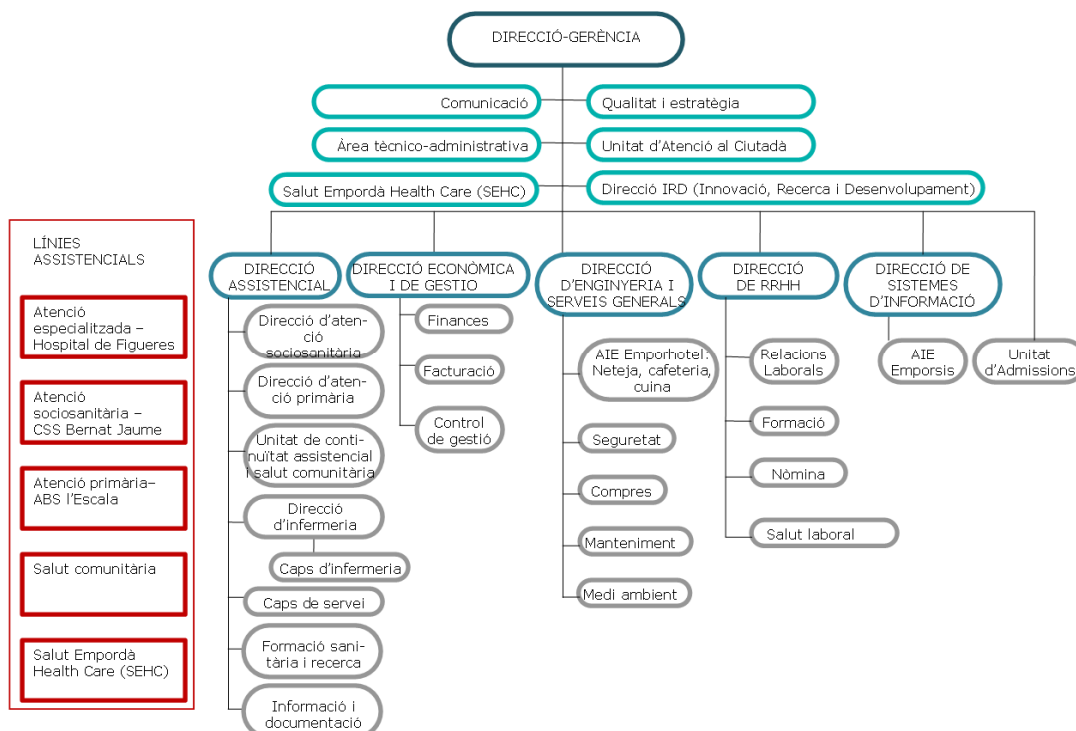 DIRECCIÓ-GERÈNCIA
Comunicació
Qualitat i estratègia
Àrea tècnico-administrativa
Unitat d'Atenció al Ciutadà
Salut Empordà Health Care (SEHC)
Direcció IRD (Innovació, Recerca i Desenvolupament)
LÍNIES
ASSISTENCIALS
Atenció
especialitzada –
Hospital de Figueres
Atenció
sociosanitària –
CSS Bernat Jaume
Atenció primària–
ABS l'Escala
Salut comunitària
Salut Empordà
Health Care (SEHC)
DIRECCIÓ
ASSISTENCIAL
Direcció d'aten-
ció
sociosanitària
Direcció d'aten-
ció primària
Unitat de conti-
nuïtat assistencial
i salut comunitària
Direcció
d'infermeria
Caps d'infermeria
Caps de servei
Formació sani-
tària i recerca
Informació i
documentació
DIRECCIÓ ECONÒMICA
I DE GESTIO
Finances
Facturació
Control
de gestió
DIRECCIÓ
D'ENGINYERIA I
SERVEIS GENERALS
AIE Emporhotel:
Neteja, cafeteria,
cuina
Seguretat
Compres
Manteniment
Medi ambient
DIRECCIÓ
DE RRHH
Relacions
Laborals
Formació
Nòmina
Salut laboral
DIRECCIÓ DE
SISTEMES
D'INFORMACIÓ
AIE
Emporsis
Unitat
d'Admissions